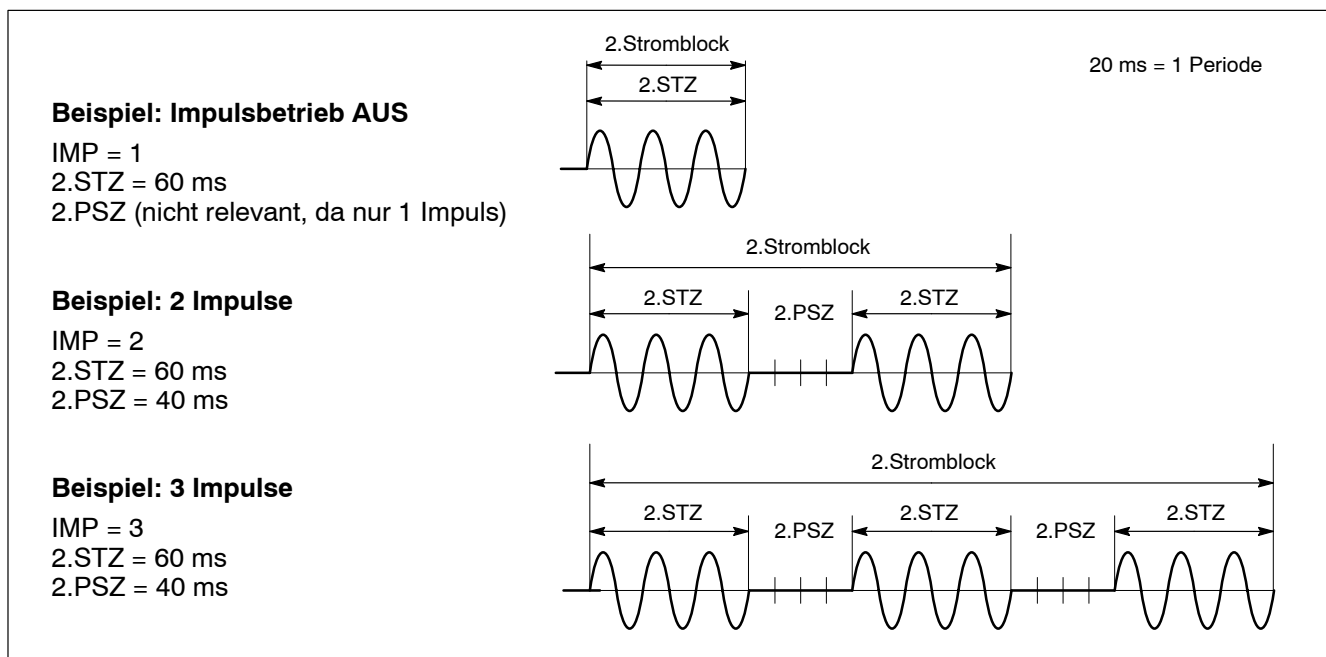 2.Stromblock
20 ms = 1 Periode
2.STZ
Beispiel: Impulsbetrieb AUS
IMP = 1
2.STZ = 60 ms
2.PSZ (nicht relevant, da nur 1 Impuls)
2.Stromblock
Beispiel: 2 Impulse
2.STZ
2.PSZ
2.STZ
IMP = 2
2.STZ = 60 ms
2.PSZ = 40 ms
2.Stromblock
Beispiel: 3 Impulse
2.STZ
2.PSZ
2.STZ
2.PSZ
2.STZ
IMP = 3
2.STZ = 60 ms
2.PSZ = 40 ms